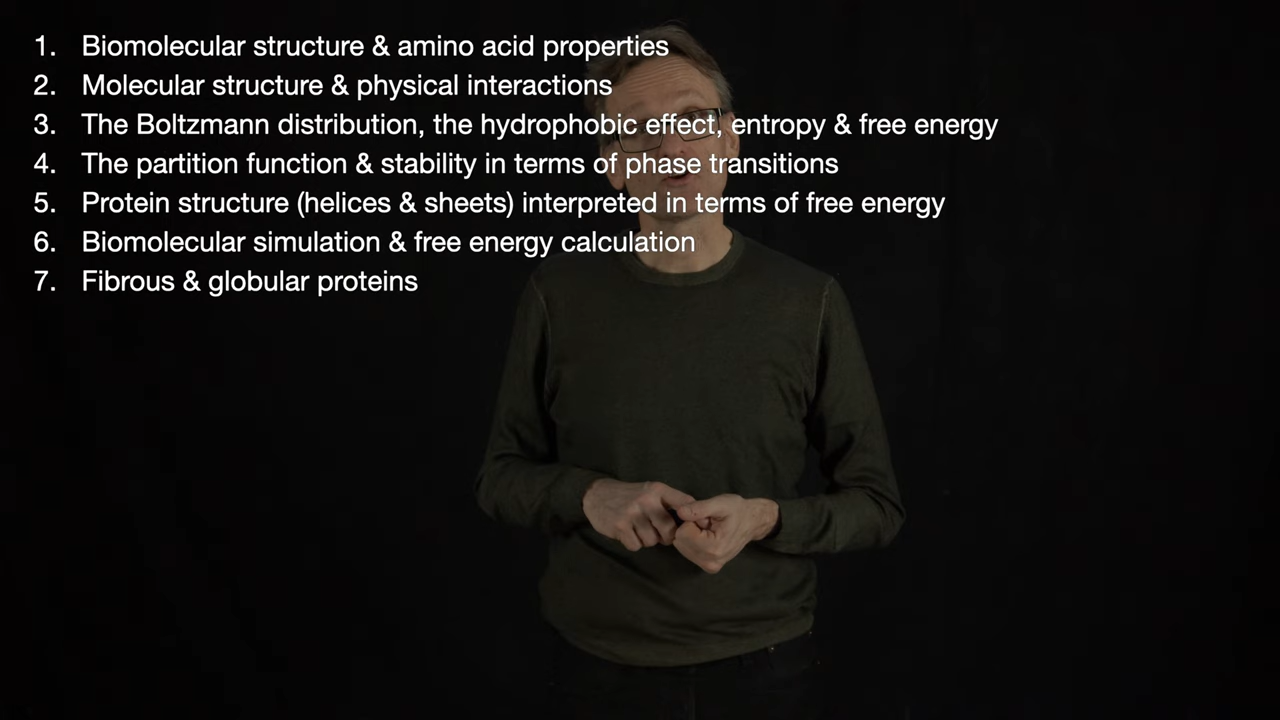 1. Biomolecular structure & amino acid properties
2. Molecular structure & physical interactions
3. The Boltzmann distribution, the hydrophobic effect, entropy & free energy
4. The partition function & stability in terms of phase transitions
5. Protein structure (helices & sheets) interpreted in terms of free energy
6. Biomolecular simulation & free energy calculation
7. Fibrous & globular proteins